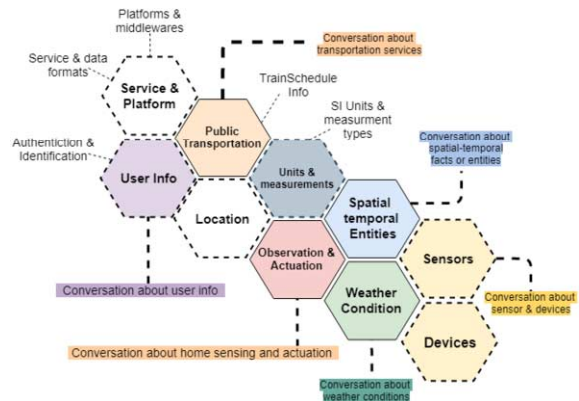 Platforms &
middlewares
Service & data
formats
Service &
Platform
Conversation about
transportation services
TrainSchedule
Info
Public
Transportation
SI Units &
measurment
types
Authentiction &
Identification
User Info
Units &
measurements
Conversation about
spatial-temporal
facts or entities
Location
Spatial
temporal
Entities
Observation &
Actuation
Sensors
Conversation about user info
Weather
Condition
Conversation about
sensor & devices
Devices
Conversation about home sensing and actuation
Conversation about
weather conditions